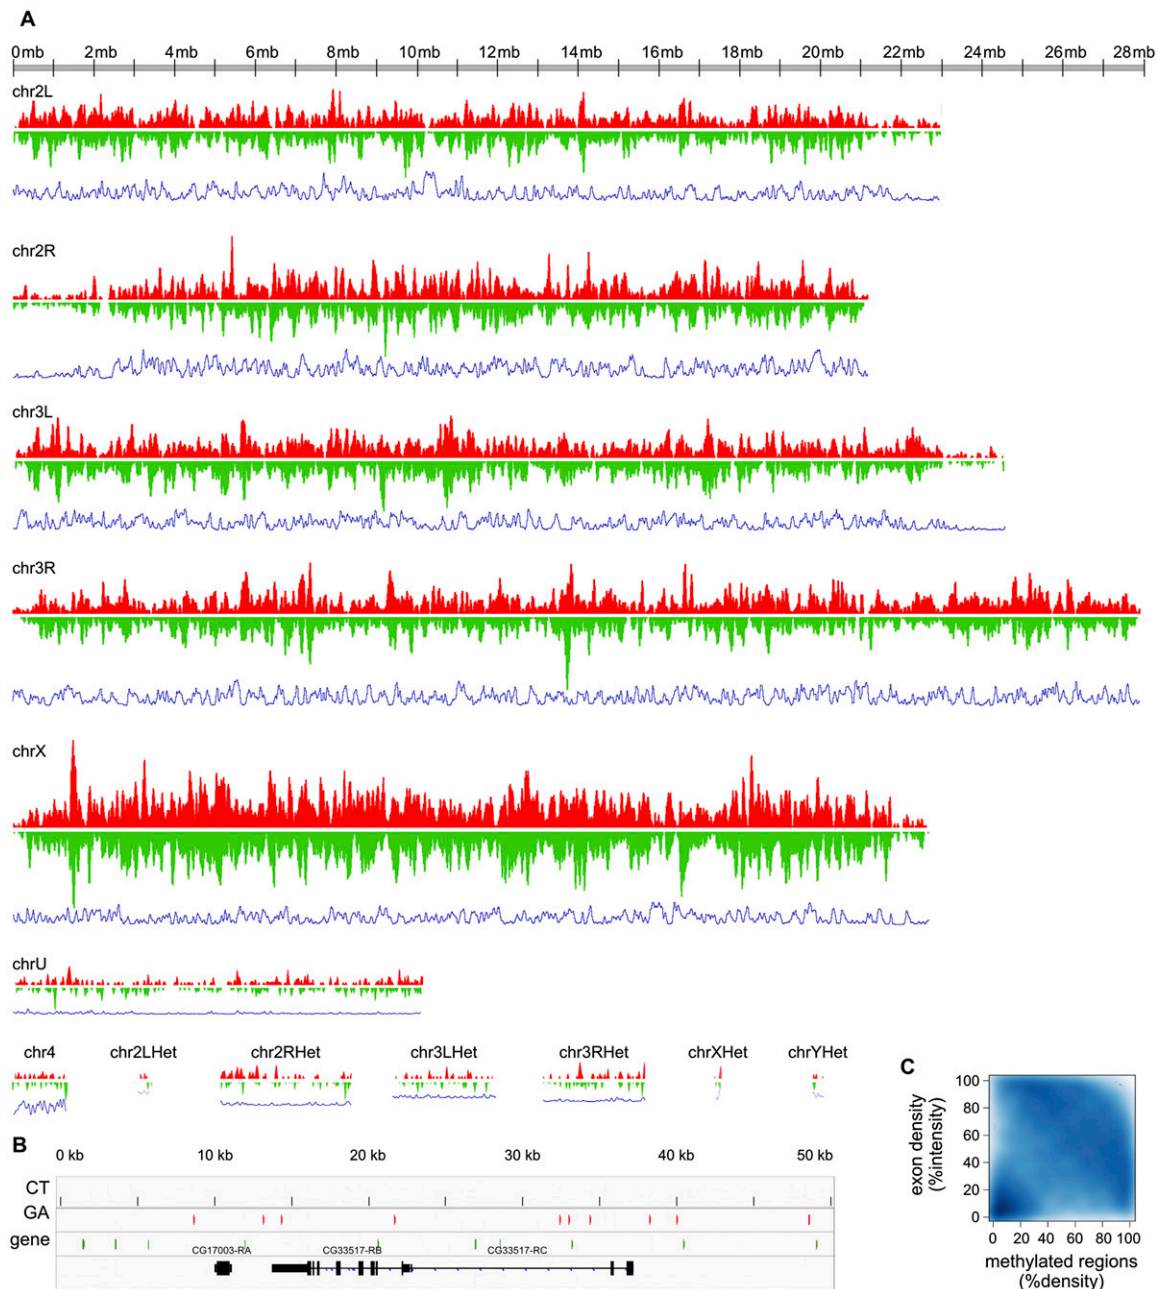 A
0mb 2mb 4mb 6mb 8mb 10mb 12mb 14mb 16mb 18mb 20mb 22mb 24mb 26mb 28mb
chr2L
chr2R
chr3L
chr3R
chrX
chrU
chr4 chr2LHet chr2RHet chr3LHet chr3RHet chrXHet chrYHet
B
0 kb 10 kb 20 kb 30 kb 40 kb 50 kb
CT
GA
gene
CG17003-RA CG33517-RB CG33517-RC
C
100
80
60
40
20
0
exon density
(%intensity)
0 20 40 60 80 100
methylated regions
(%density)